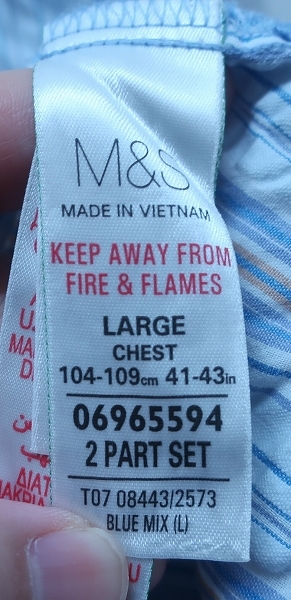 M&S
MADE IN VIETNAM
KEEP AWAY FROM
FIRE & FLAMES
LARGE
CHEST
104-109cm 41-43in
06965594
2 PART SET
T07 08443/2573
BLUE MIX (L)